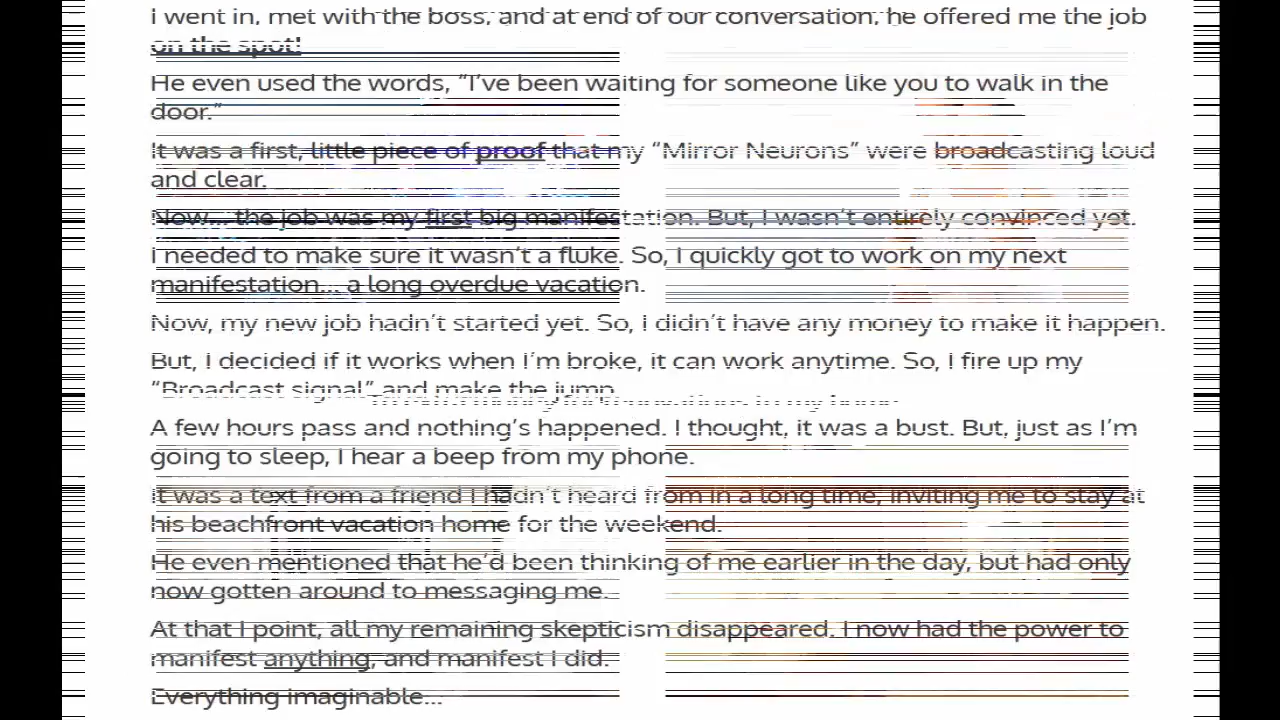 I went in, met with the boss, and at end of our conversation, he offered me the job
on the spot!
He even used the words, “I’ve been waiting for someone like you to walk in the
door.”
It was a first, little piece of proof that my “Mirror Neurons” were broadcasting loud
and clear.
Now... the job was my first big manifestation. But, I wasn’t entirely convinced yet.
I needed to make sure it wasn’t a fluke. So, I quickly got to work on my next
manifestation... a long overdue vacation.
Now, my new job hadn’t started yet. So, I didn’t have any money to make it happen.
But, I decided if it works when I’m broke, it can work anytime. So, I fire up my
“Broadcast signal” and make the jump.
A few hours pass and nothing’s happened. I thought, it was a bust. But, just as I’m
going to sleep, I hear a beep from my phone.
It was a text from a friend I hadn’t heard from in a long time, inviting me to stay at
his beachfront vacation home for the weekend.
He even mentioned that he’d been thinking of me earlier in the day, but had only
now gotten around to messaging me.
At that I point, all my remaining skepticism disappeared. I now had the power to
manifest anything, and manifest I did.
Everything imaginable...